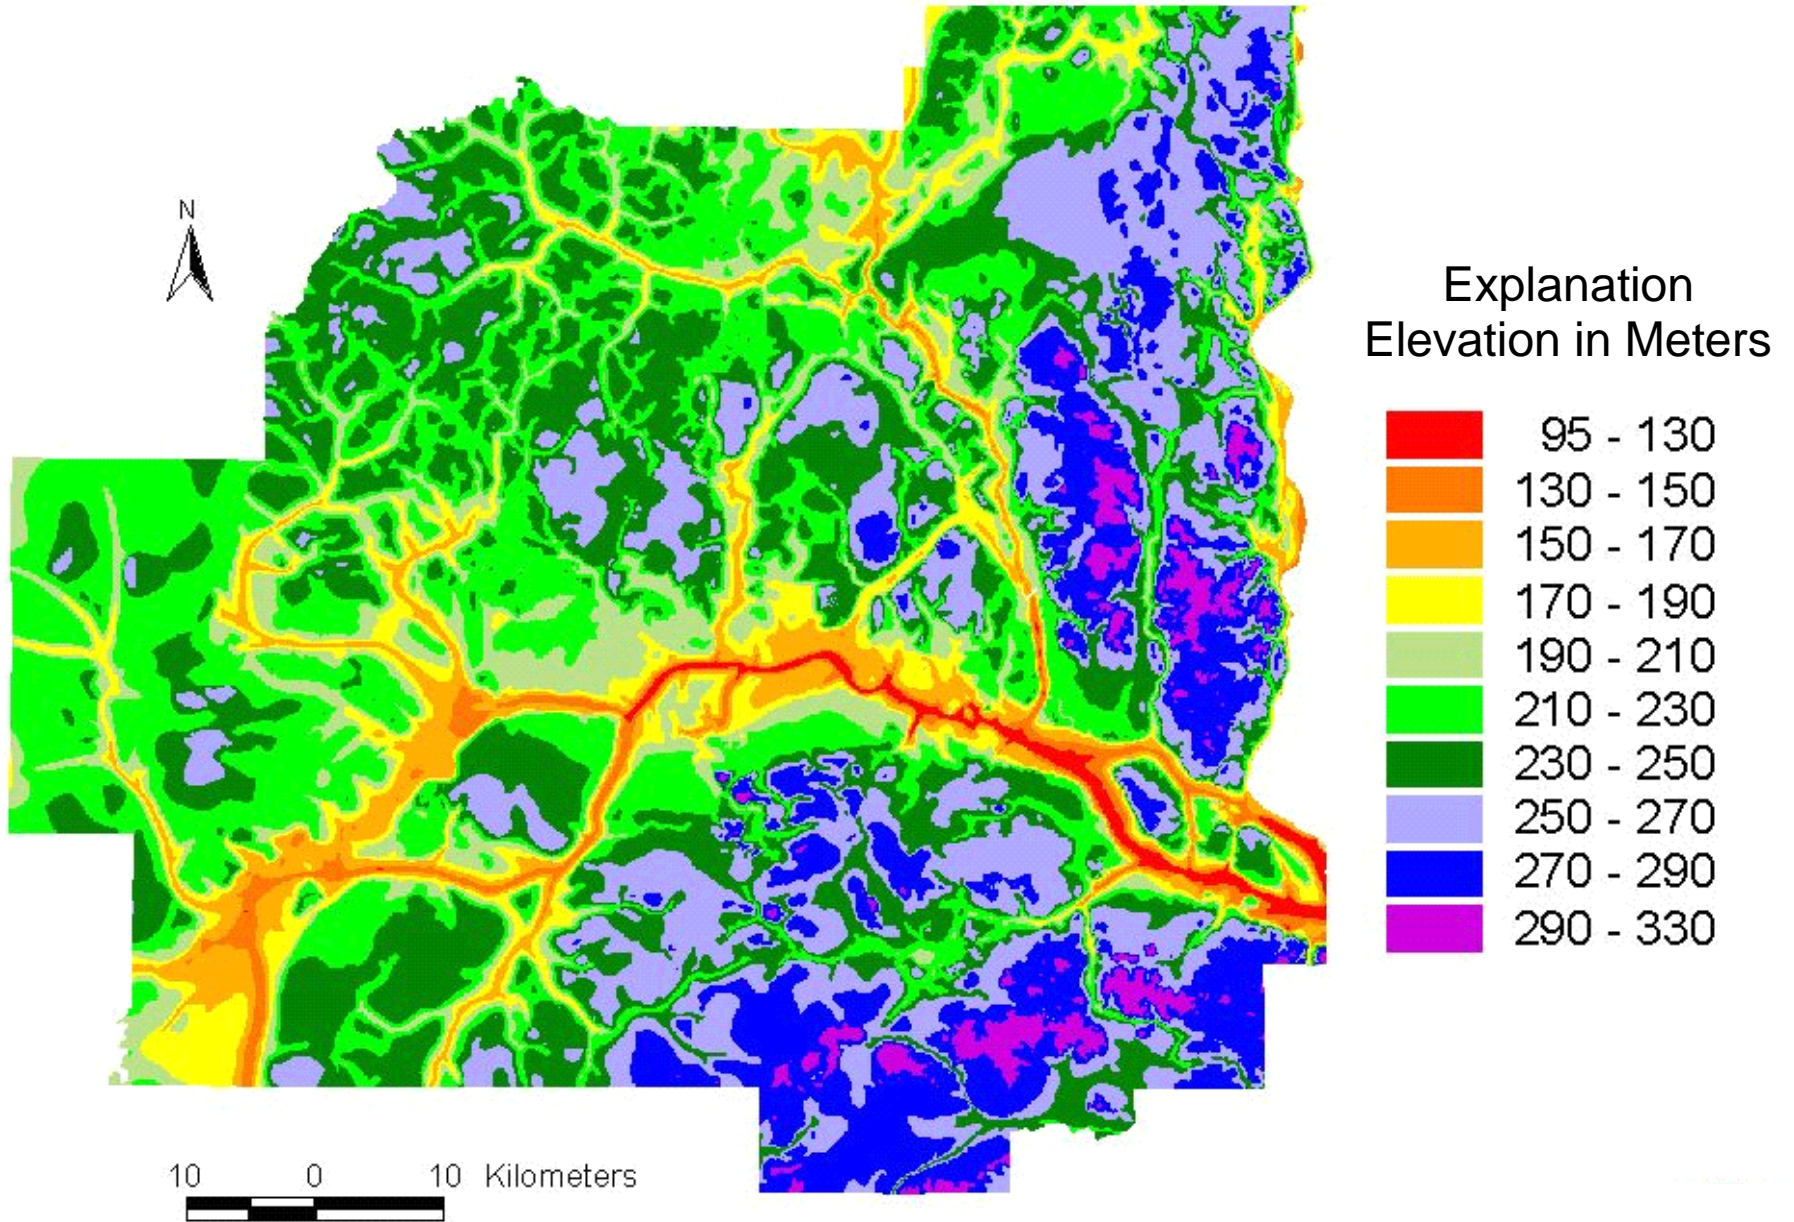 N
Explanation
Elevation in Meters
95 - 130
130 - 150
150 - 170
170 - 190
190 - 210
210 - 230
230 - 250
250 - 270
270 - 290
290 - 330
10 0 10 Kilometers